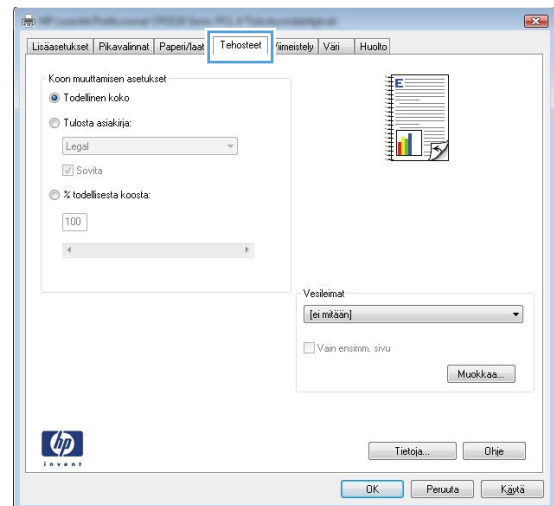 Lisäasetukset Pikavalinnat Paperi/laat Tehosteet Viimeistely Väri Huolto
Koon muuttamisen asetukset
Todellinen koko
Tulosta asiakirja:
Legal
Sovita
% todellisesta koosta:
100
E
Vesileimat
[ei mitään]
Vain ensimm. sivu
Muokkaa...
hp
invent
Tietoja... Ohje
OK Peruuta Käytä